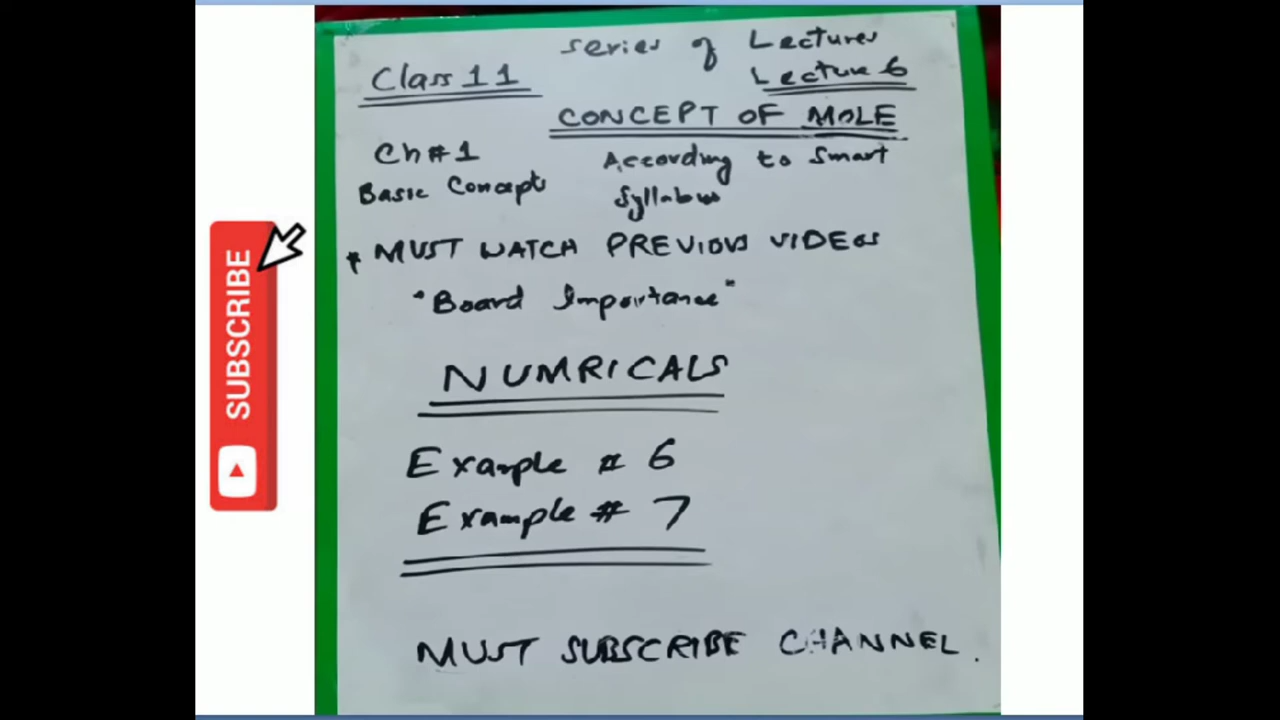 Series of Lectures
Class 11
Lecture 6
CONCEPT OF MOLE
Ch#1
According to Smart
Basic Concepts
Syllabus
* MUST WATCH PREVIOUS VIDEOS
"Board Importance"
NUMRICALS
Example # 6
Example # 7
MUST SUBSCRIBE CHANNEL.
SUBSCRIBE